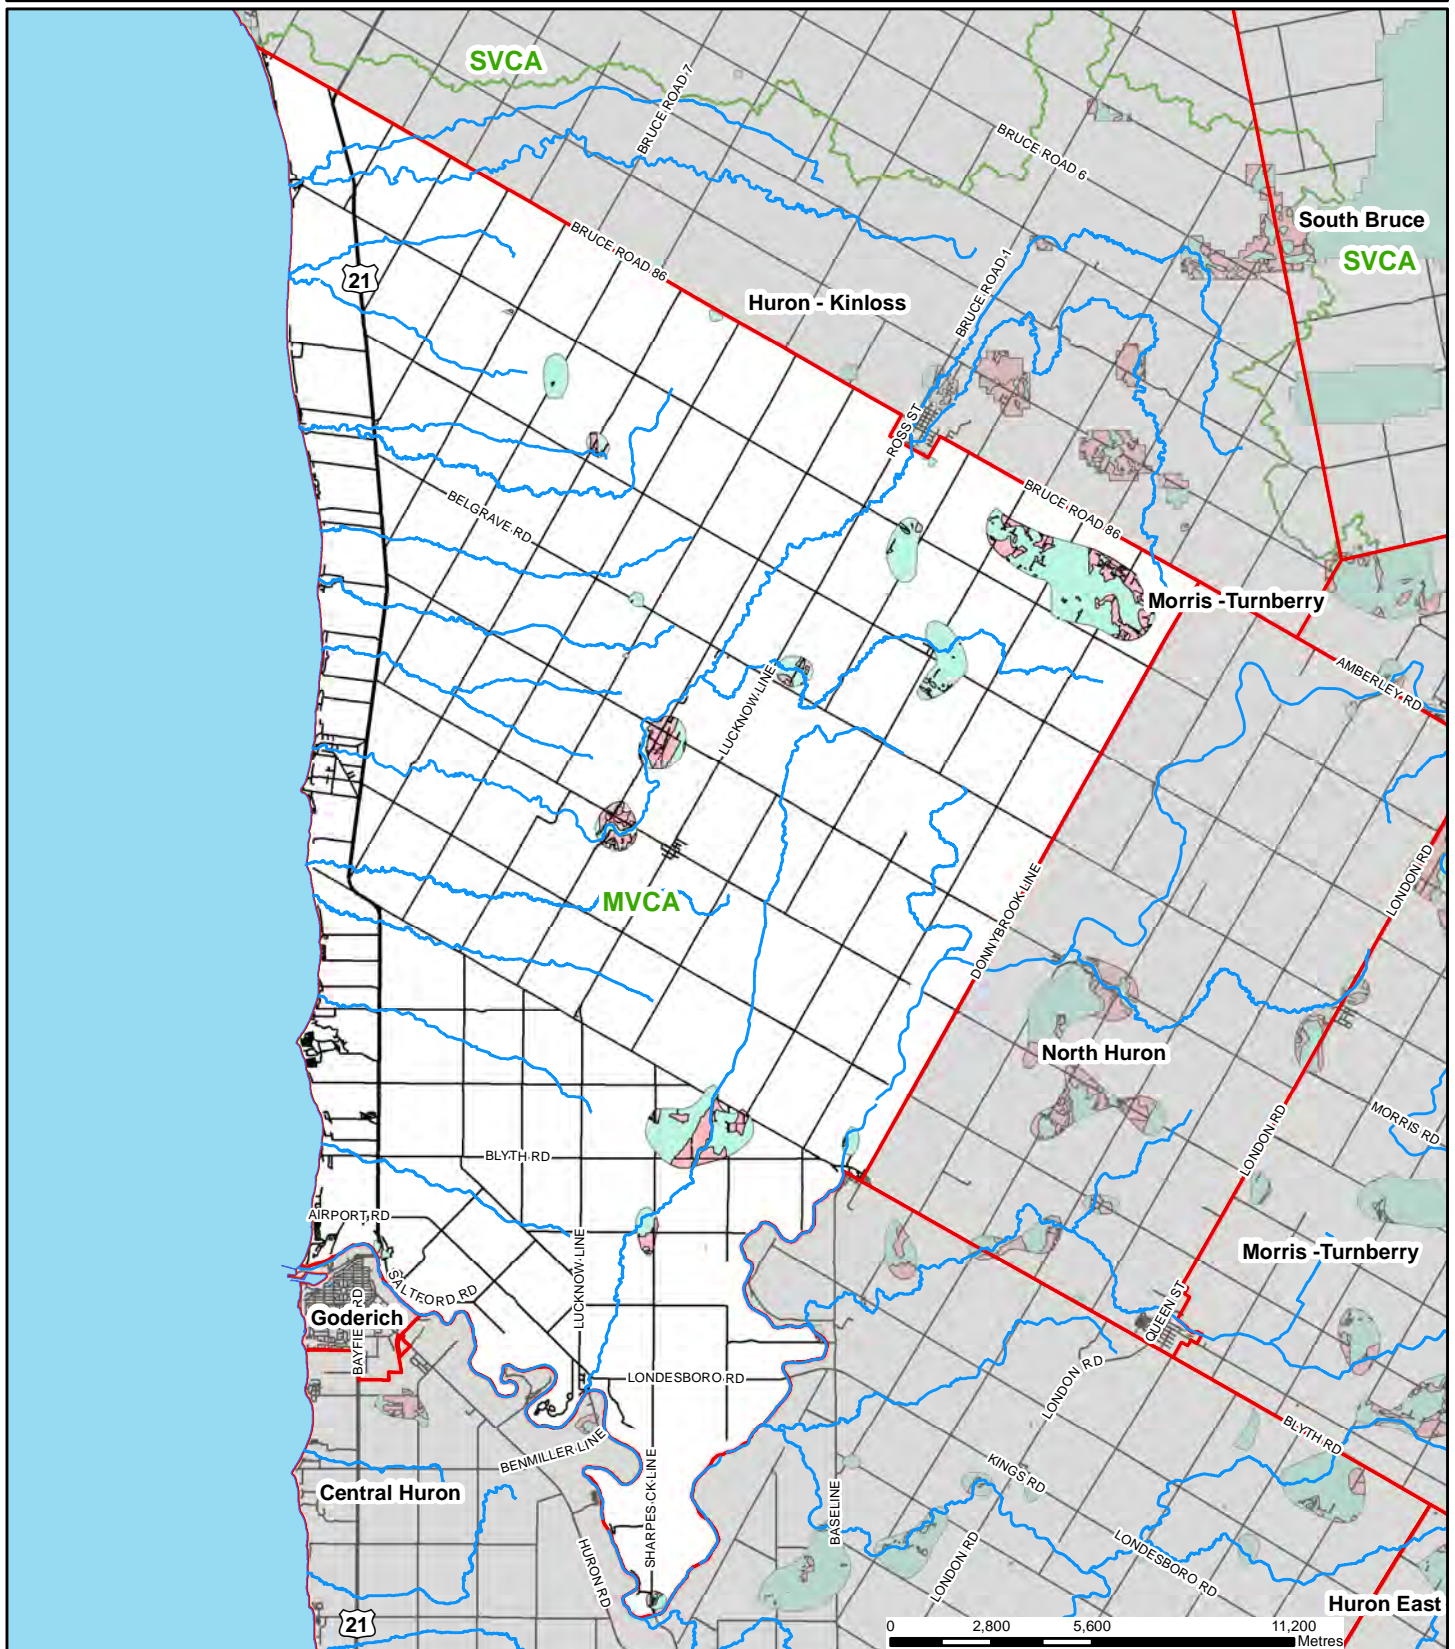 SVCA
BRUCE ROAD 7
BRUCE ROAD 6
South Bruce
SVCA
BRUCE ROAD 86
21
Huron - Kinloss
BRUCE ROAD 1
ROSS ST
BELGRAVE RD
BRUCE ROAD 86
Morris -Turnberry
AMBERLEY RD
LUCKNOW LINE
LONDON RD
DONNYBROOK LINE
MVCA
North Huron
MORRIS RD
LONDON RD
BLYTH RD
AIRPORT RD
LUCKNOW LINE
Morris -Turnberry
SALTFORD RD
QUEEN ST
Goderich
BAYFIE RD
LONDESBORO RD
LONDON RD
BLYTH RD
BENMILLER LINE
KINGS RD
Central Huron
SHARPES CK LINE
BASELINE
HURON RD
LONDON RD
LONDESBORO RD
Huron East
21
0 2,800 5,600 11,200
Metres